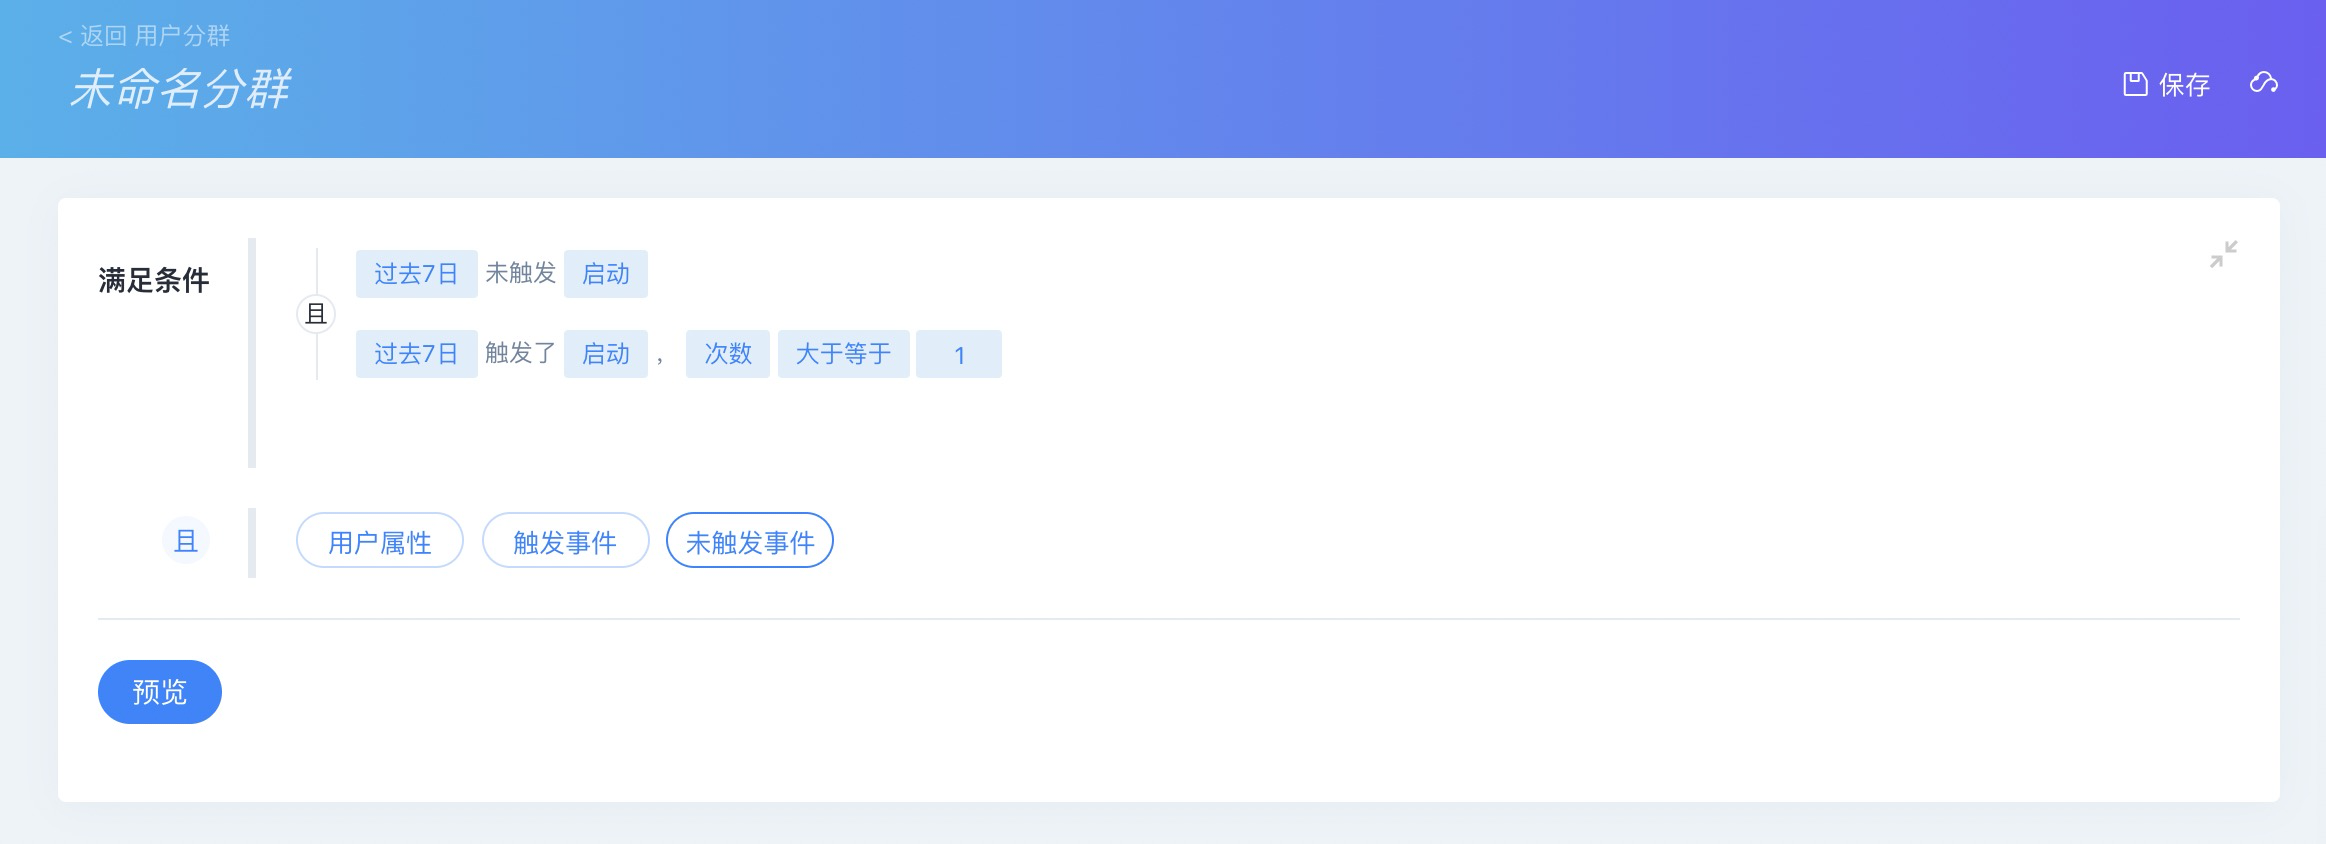 < 返回 用户分群
未命名分群
保存
满足条件
过去7日 未触发 启动
且
过去7日 触发了 启动 ， 次数 大于等于 1
且 用户属性 触发事件 未触发事件
预览